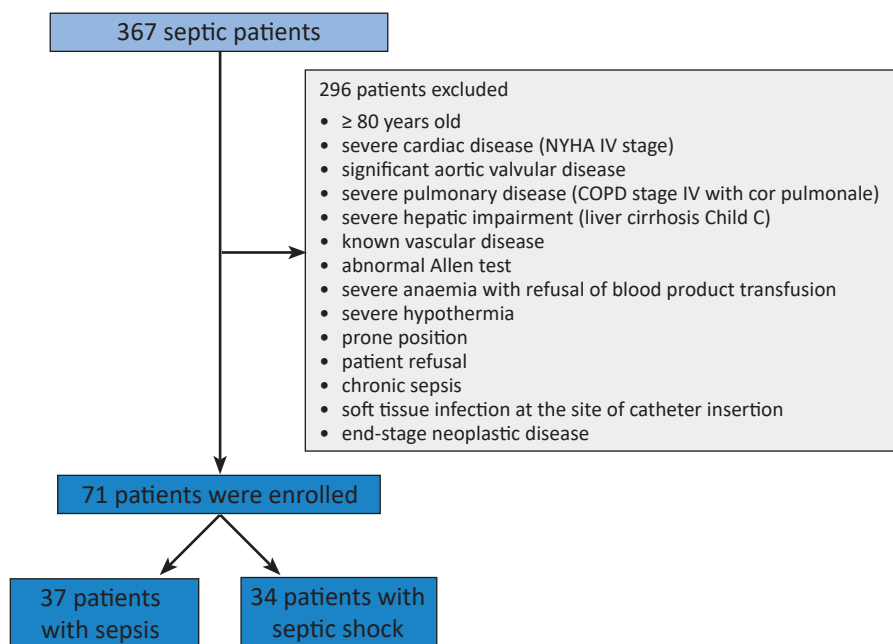 367 septic patients
296 patients excluded
• ≥ 80 years old
• severe cardiac disease (NYHA IV stage)
• significant aortic valvular disease
• severe pulmonary disease (COPD stage IV with cor pulmonale)
• severe hepatic impairment (liver cirrhosis Child C)
• known vascular disease
• abnormal Allen test
• severe anaemia with refusal of blood product transfusion
• severe hypothermia
• prone position
• patient refusal
• chronic sepsis
• soft tissue infection at the site of catheter insertion
• end-stage neoplastic disease
71 patients were enrolled
37 patients
with sepsis
34 patients with
septic shock